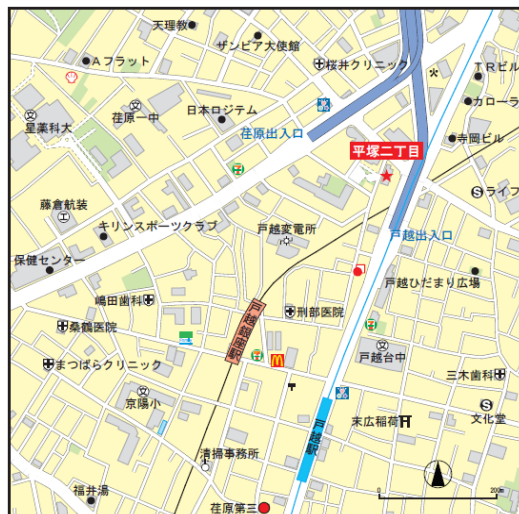 天理教
ザンビア大使館
Aフラット
桜井クリニック
TRビル
カローラ
星薬科大
荏原一中
日本ロジテム
荏原出入口
寺岡ビル
平塚二丁目
ライフ
藤倉航装
キリンスポーツクラブ
戸越変電所
戸越出入口
保健センター
戸越ひだまり広場
嶋田歯科
刑部医院
桑鶴医院
戸越銀座駅
戸越台中
まつばらクリニック
三木歯科
京陽小
末広稲荷
文化堂
戸越駅
清掃事務所
福井湯
荏原第三
0
200m